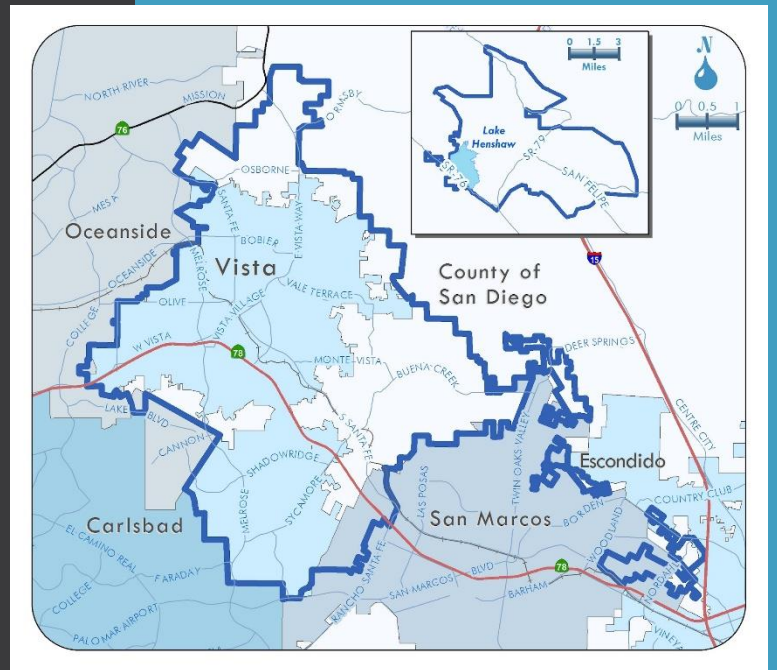 NORTH RIVER
MISSION
76
ORMSBY
0 1.5 3
Miles
N
0 0.5 1
Miles
Lake
Henshaw
SR-79
SR-76
SAN FELIPE
OSBORNE
MESA
SANTA FE
E VISTA WAY
Oceanside
BOBIER
OCEANSIDE
MELROSE
Vista
County of
San Diego
15
VALE TERRACE
OLIVE
VISTA VILLAGE
COLLEGE
W VISTA
78
MONTE VISTA
DEER SPRINGS
BUENA CREEK
LAKE BLVD
CANNON
S SANTA FE
CENTRE CITY
SHADOWRIDGE
TWIN OAKS VALLEY
LAS POSAS
Escondido
MELROSE
SYCAMORE
COUNTRY CLUB
Carlsbad
San Marcos
BORDEN
WOODLAND
EL CAMINO REAL
FARADAY
RANCHO SANTA FE
SAN MARCOS BLVD
78
BARHAM
NORDAHL
COLLEGE
PALOMAR AIRPORT